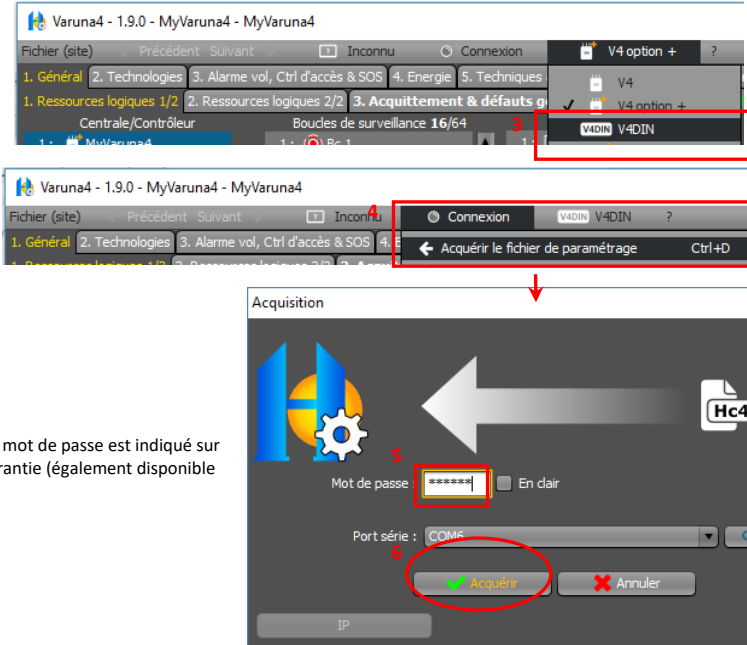 Varuna4 - 1.9.0 - MyVaruna4 - MyVaruna4
Fichier (site) Précédent Suivant ? Inconnu Connexion V4 option + ?
1. Général 2. Technologies 3. Alarme vol, Ctrl d'accès & SOS 4. Energie 5. Techniques
V4
1. Ressources logiques 1/2 2. Ressources logiques 2/2 3. Acquittement & défauts g
V4 option +
Centrale/Contrôleur Boucles de surveillance 16/64 3 V4DIN V4DIN
1 : MyVaruna4 1 : Bc 1 1 :
Varuna4 - 1.9.0 - MyVaruna4 - MyVaruna4
Fichier (site) Précédent Suivant ? Inconnu 4 Connexion V4DIN V4DIN ?
1. Général 2. Technologies 3. Alarme vol, Ctrl d'accès & SOS 4. E
Acquérir le fichier de paramétrage Ctrl+D
Acquisition
Hc4
mot de passe est indiqué sur
rantie (également disponible
5
Mot de passe : ****** En clair
Port série : COM6
6
Acquérir Annuler
IP